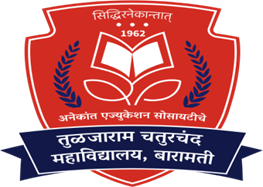 सिद्धिरनेकान्तात्
1962
अनेकांत एज्युकेशन सोसायटीचे
तुळजाराम चतुरचंद
महाविद्यालय, बारामती